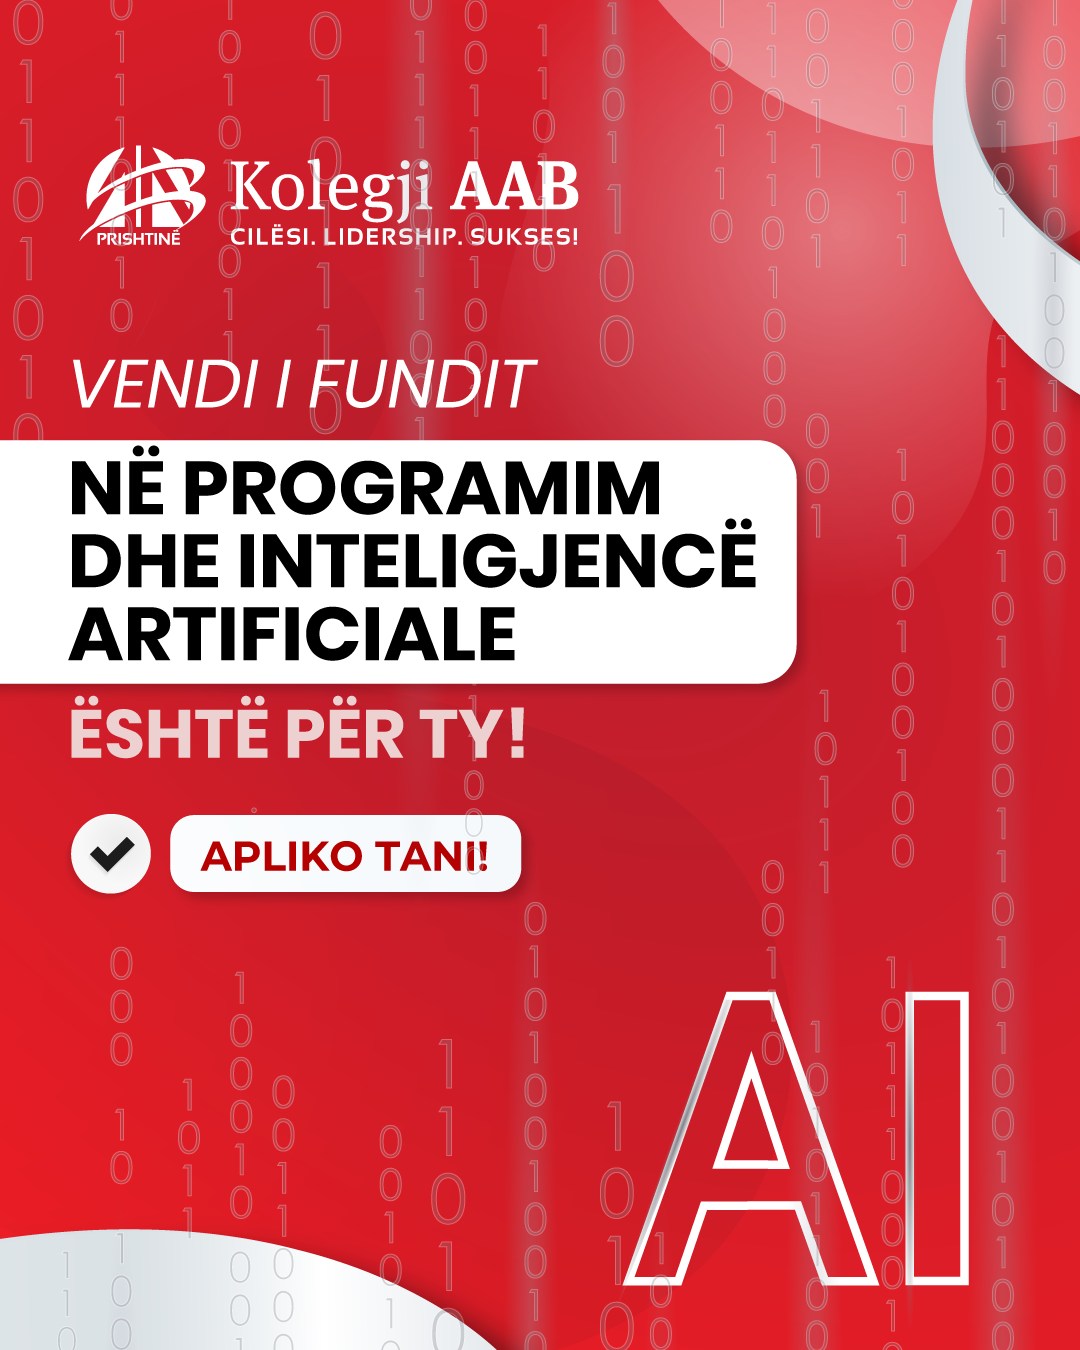 Kolegji AAB
PRISHTINË
CILËSI. LIDERSHIP. SUKSES!
VENDI I FUNDIT
NË PROGRAMIM
DHE INTELIGJENCË
ARTIFICIALE
ËSHTË PËR TY!
APLIKO TANI!
AI